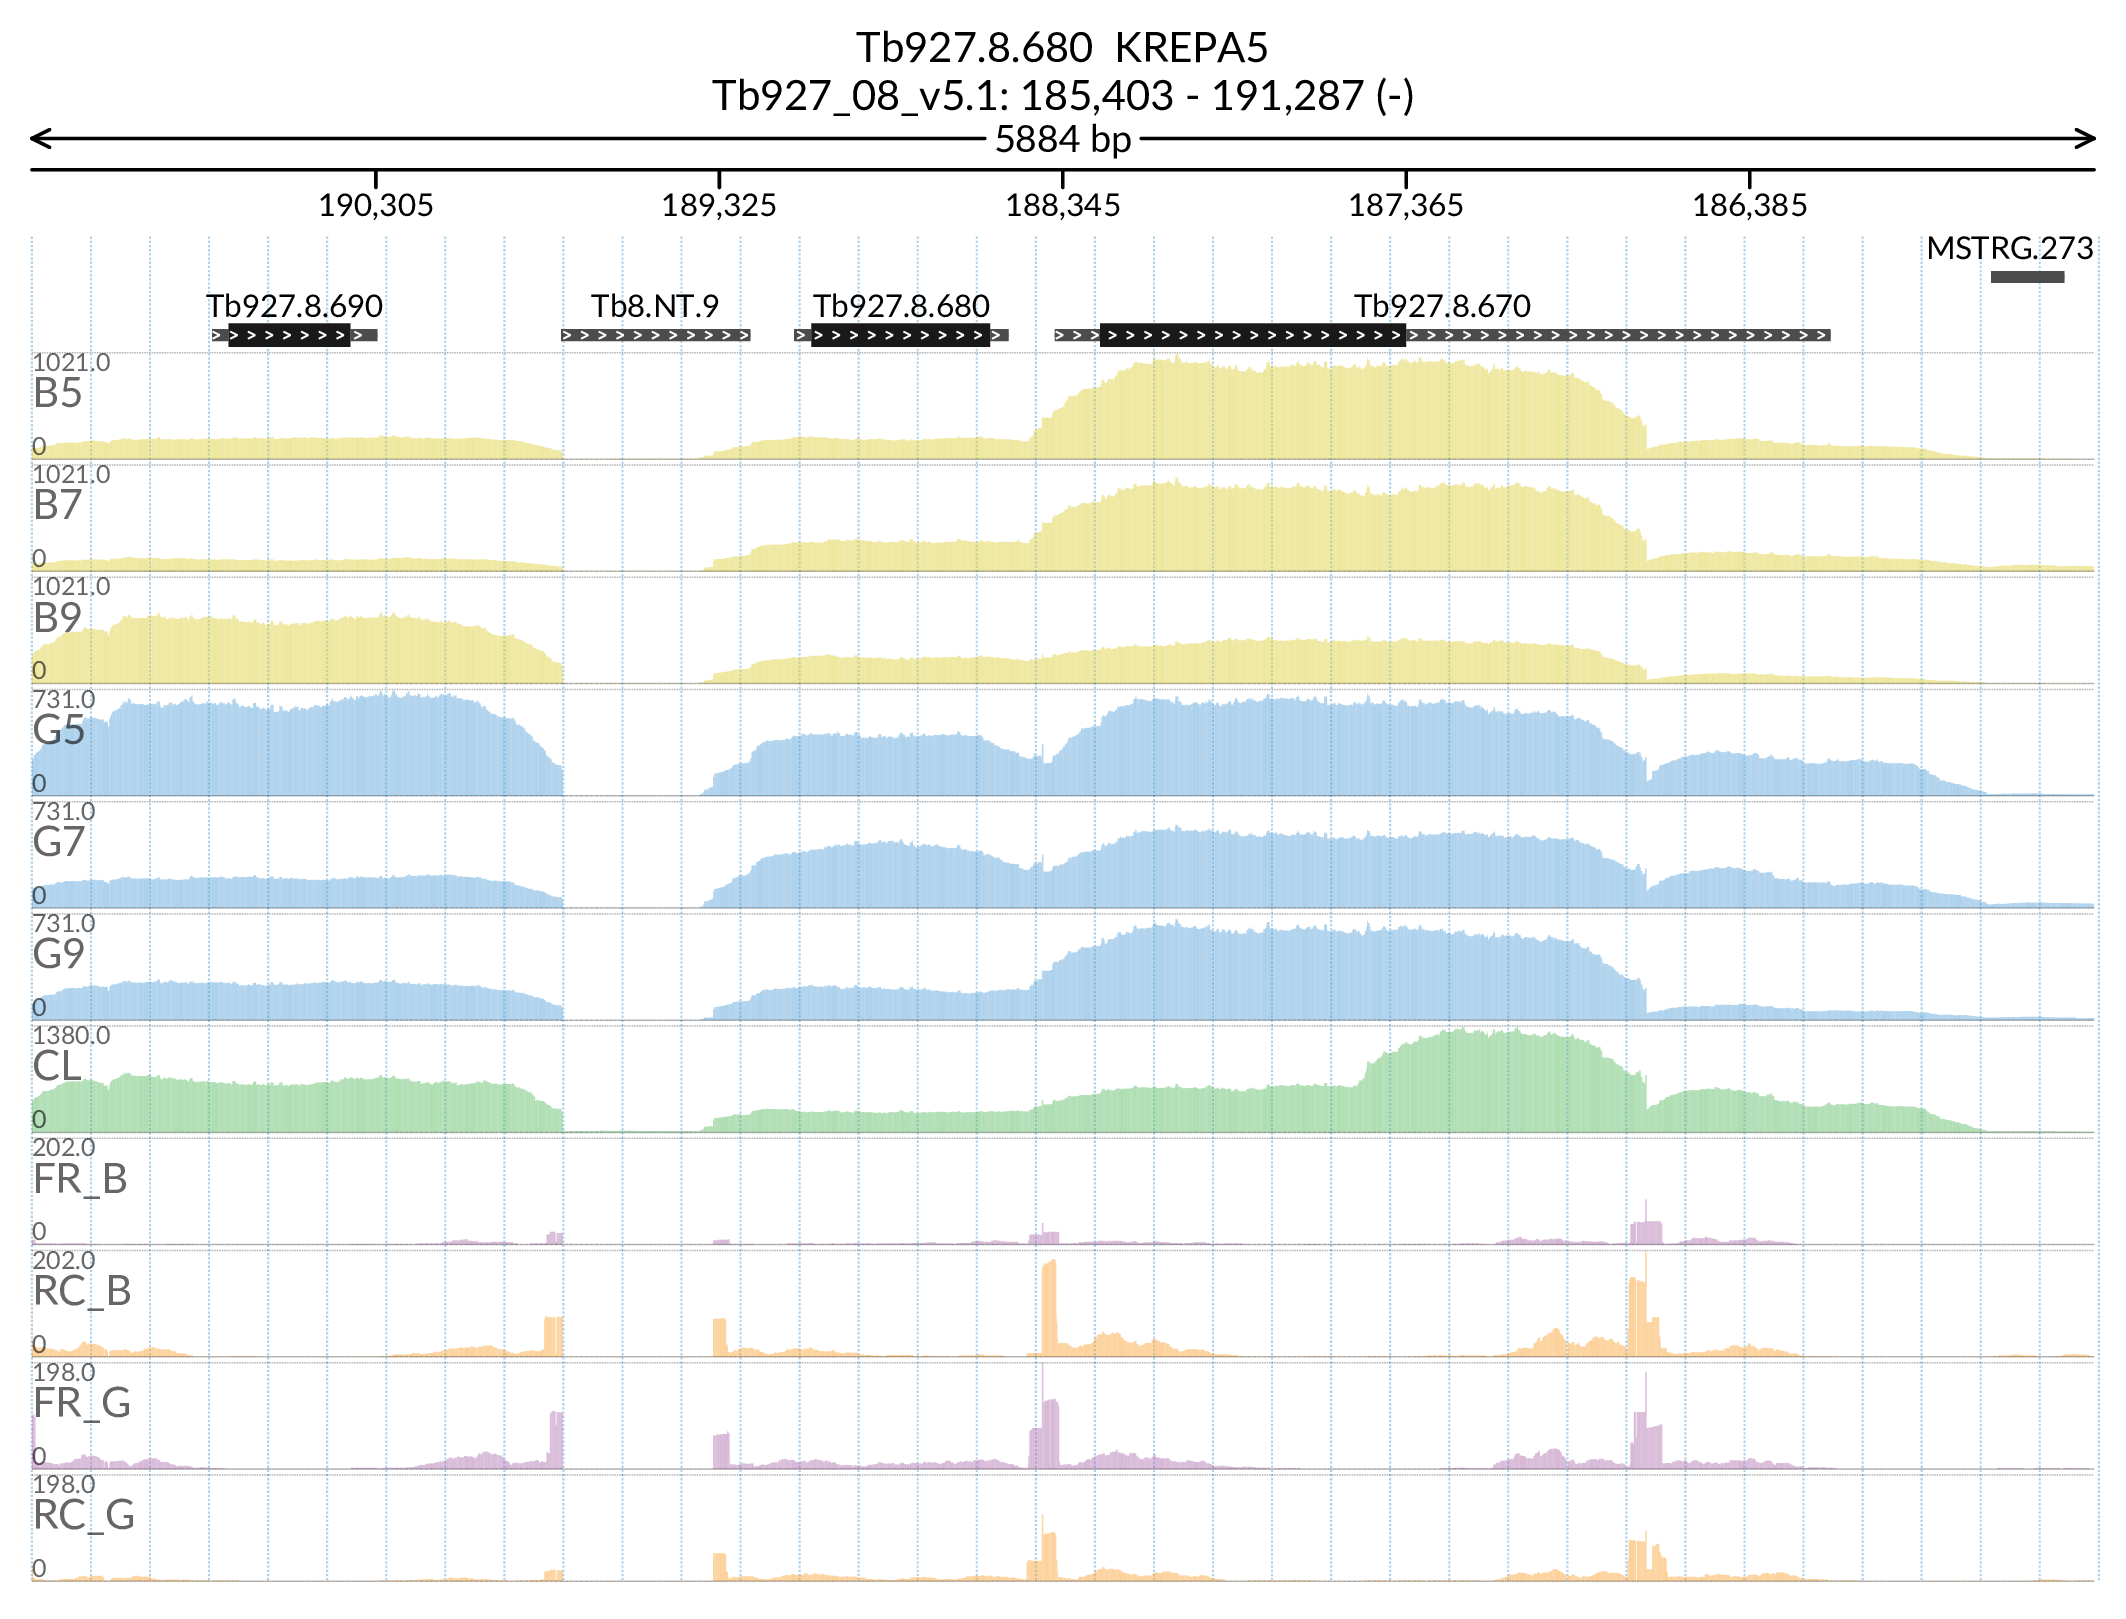 Tb927.8.680 KREPA5
Tb927_08_v5.1: 185,403 - 191,287 (-)
5884 bp
190,305 189,325 188,345 187,365 186,385
MSTRG.273
Tb927.8.690 Tb8.NT.9 Tb927.8.680 Tb927.8.670
1021.0
B5
0
1021.0
B7
0
1021.0
B9
0
731.0
G5
0
731.0
G7
0
731.0
G9
0
1380.0
CL
0
202.0
FR_B
0
202.0
RC_B
0
198.0
FR_G
0
198.0
RC_G
0